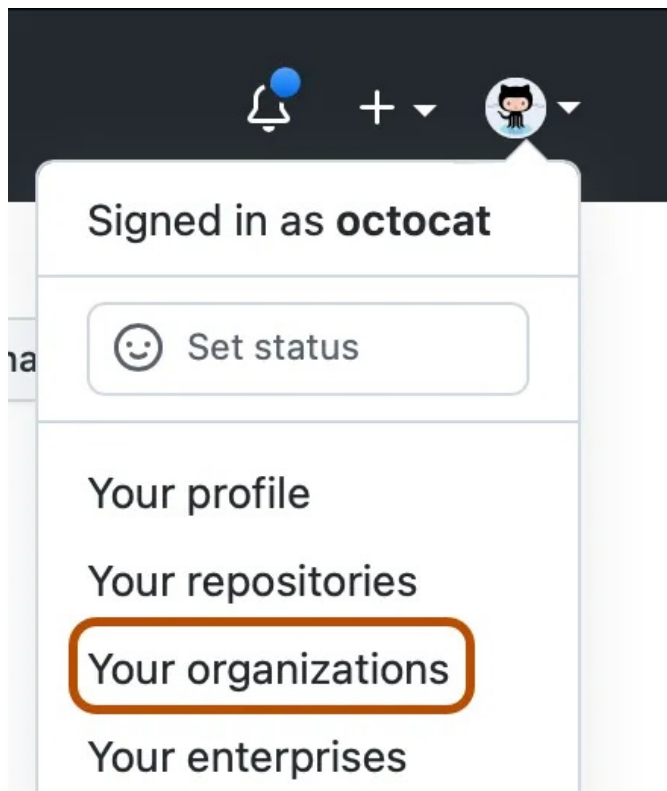 Signed in as octocat
Set status
Your profile
Your repositories
Your organizations
Your enterprises